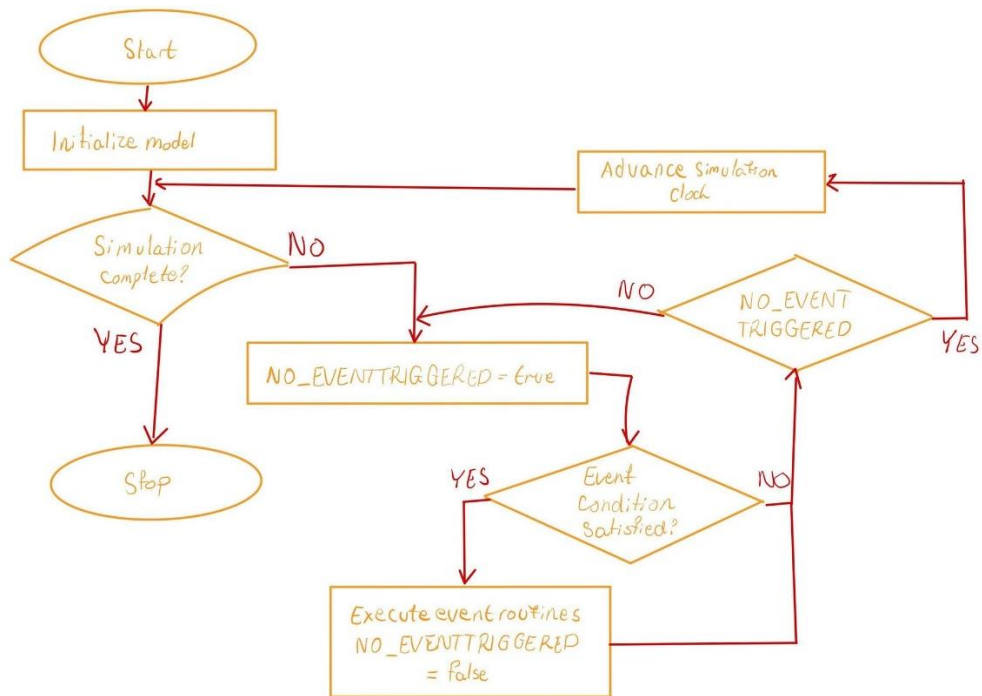 Start
Initialize model
Advance Simulation
Clock
Simulation
Complete?
NO
YES
Stop
NO
NO_EVENT
TRIGGERED
YES
NO_EVENTTRIGGERED = true
YES
Event
Condition
Satisfied?
NO
Execute event routines
NO_EVENTTRIGGERED
= false